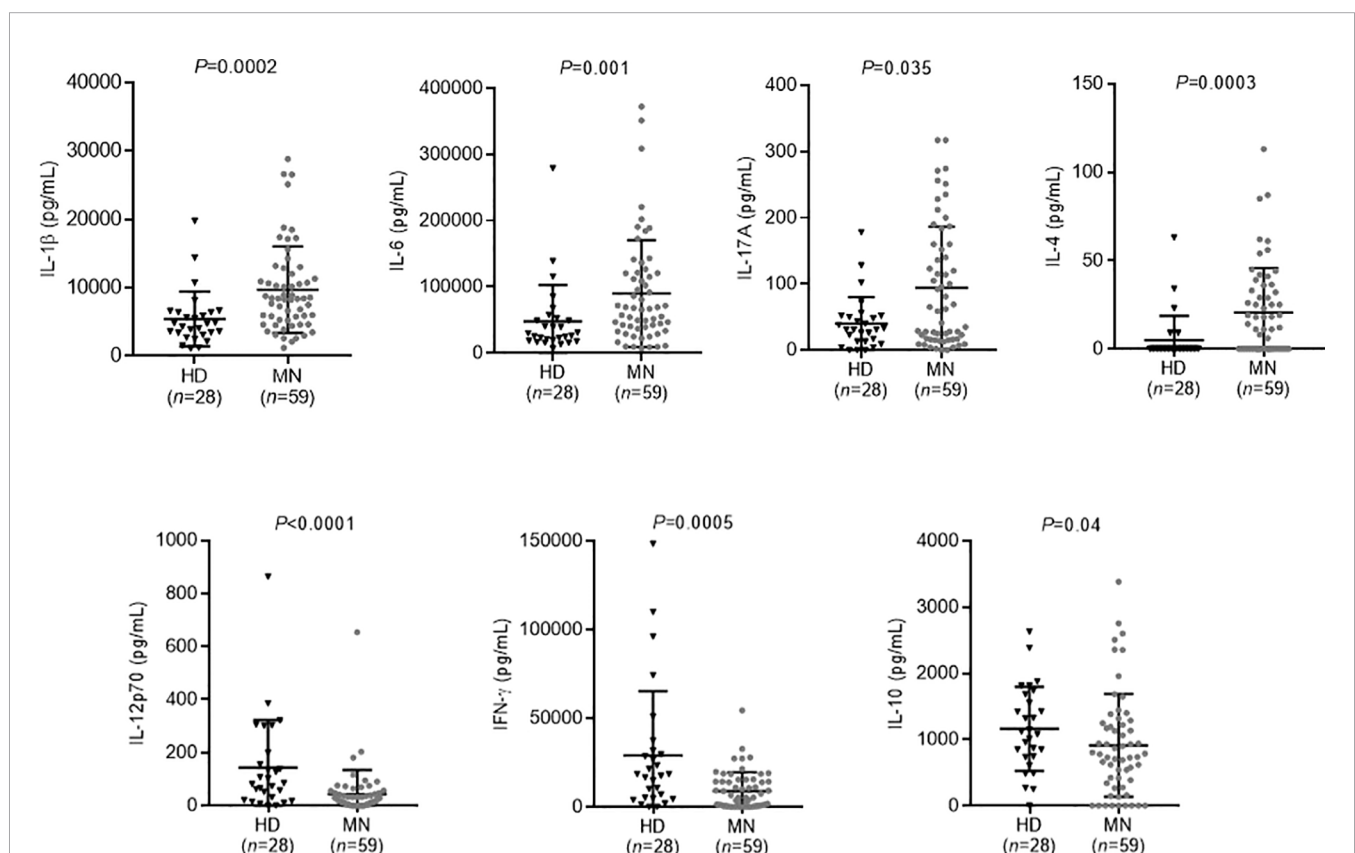 P=0.0002
40000
30000
20000
10000
0
IL-1β (pg/mL)
HD
(n=28)
MN
(n=59)
P=0.001
400000
300000
200000
100000
0
IL-6 (pg/mL)
HD
(n=28)
MN
(n=59)
P=0.035
400
300
200
100
0
IL-17A (pg/mL)
HD
(n=28)
MN
(n=59)
P=0.0003
150
100
50
0
IL-4 (pg/mL)
HD
(n=28)
MN
(n=59)
P<0.0001
1000
800
600
400
200
0
IL-12p70 (pg/mL)
HD
(n=28)
MN
(n=59)
P=0.0005
150000
100000
50000
0
IFN-γ (pg/mL)
HD
(n=28)
MN
(n=59)
P=0.04
4000
3000
2000
1000
0
IL-10 (pg/mL)
HD
(n=28)
MN
(n=59)